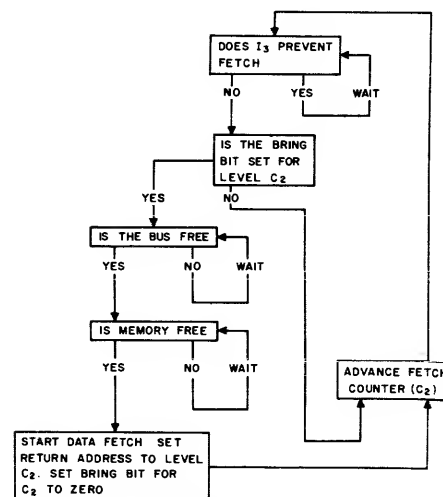 DOES I3 PREVENT
FETCH
NO
YES
WAIT
IS THE BRING
BIT SET FOR
LEVEL C2
YES
NO
IS THE BUS FREE
YES
NO
WAIT
IS MEMORY FREE
YES
NO
WAIT
ADVANCE FETCH
COUNTER (C2)
START DATA FETCH SET
RETURN ADDRESS TO LEVEL
C2. SET BRING BIT FOR
C2 TO ZERO